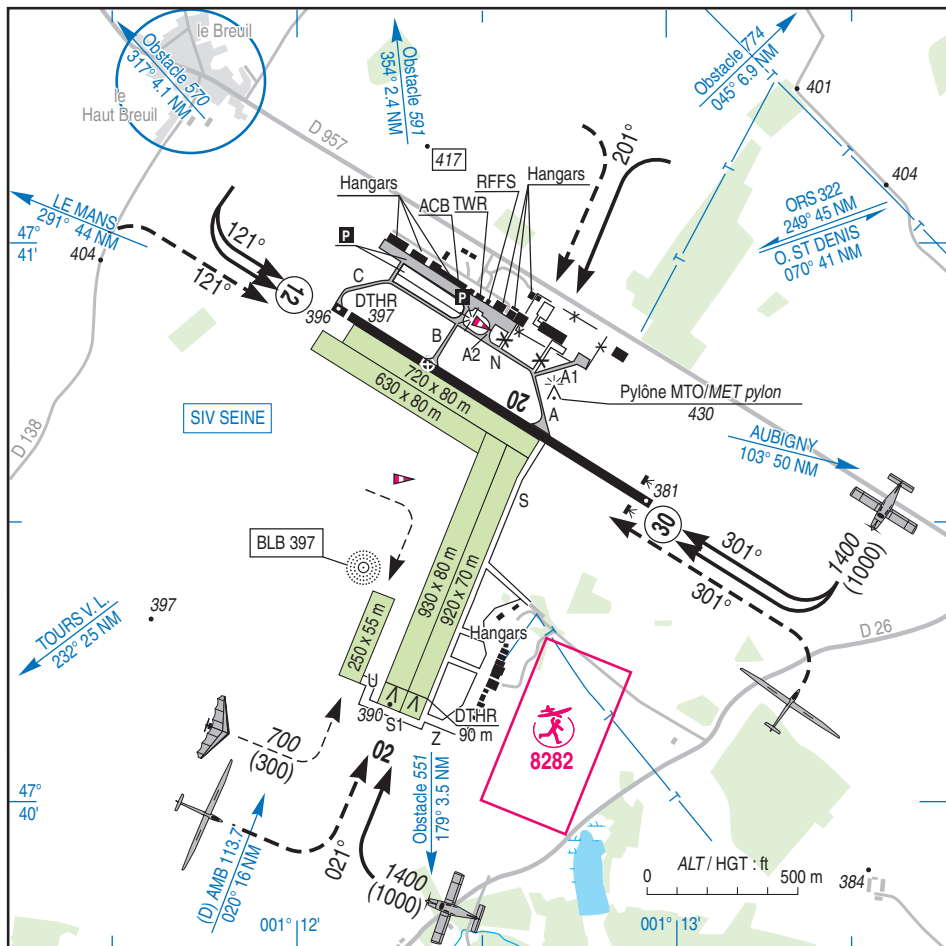 le Breuil
le
Haut Breuil
Obstacle 570
317° 4.1 NM
Obstacle 591
354° 2.4 NM
Obstacle 774
045° 6.9 NM
401
D 957
417
201°
404
Hangars
RFFS
Hangars
ACB
TWR
ORS 322
249° 45 NM
O. ST DENIS
070° 41 NM
LE MANS
291° 44 NM
47°
41'
404
121°
121°
P
12
396
C
DTHR
397
P
B
A2
N
A1
A
20
720 x 80 m
630 x 80 m
Pylône MTO/MET pylon
430
SIV SEINE
D 138
AUBIGNY
103° 50 NM
S
381
30
301°
301°
1400
(1000)
BLB 397
930 x 80 m
920 x 70 m
250 x 55 m
397
TOURS V.L.
232° 25 NM
D 26
Hangars
U
390
S1
DTHR
90 m
Z
02
8282
700
(300)
47°
40'
021°
Obstacle 551
179° 3.5 NM
(D) AMB 113.7
020° 16 NM
1400
(1000)
ALT / HGT : ft
0
500 m
384
001° 12'
001° 13'
T
T
T
T
T
T
T